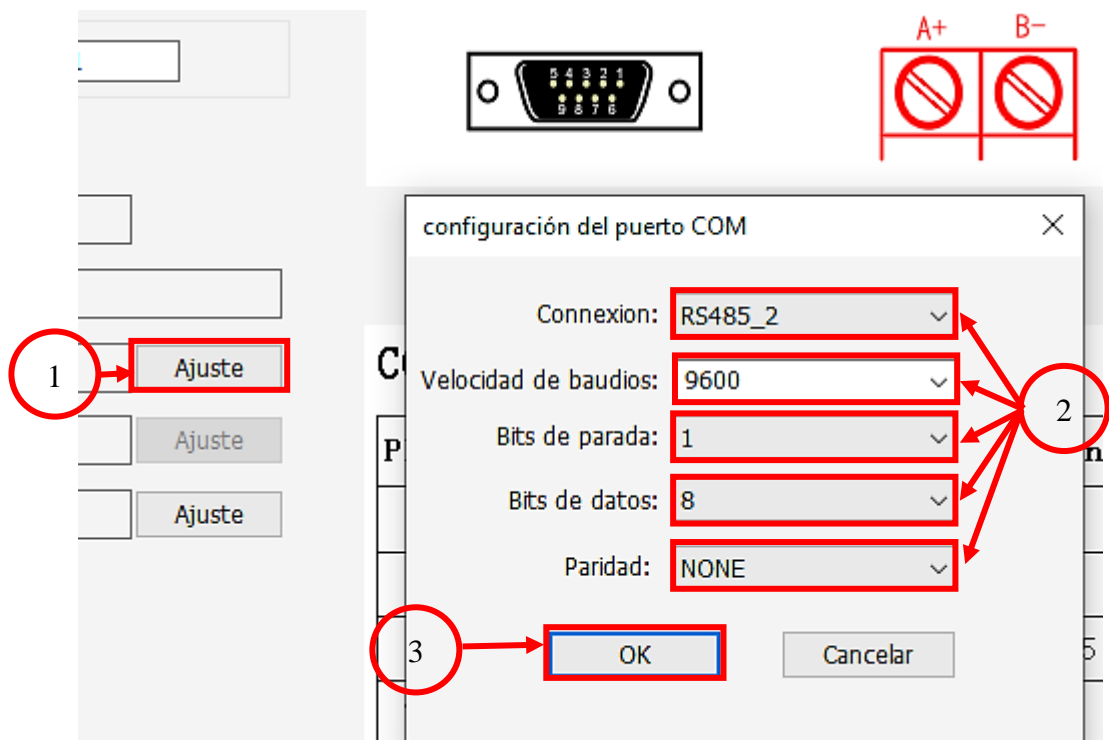 A+ B-
5 4 3 2 1
9 8 7 6
configuración del puerto COM
Connexion: RS485_2
1 Ajuste
Velocidad de baudios: 9600
2
Ajuste
Bits de parada: 1
Bits de datos: 8
Ajuste
Paridad: NONE
3 OK Cancelar
5